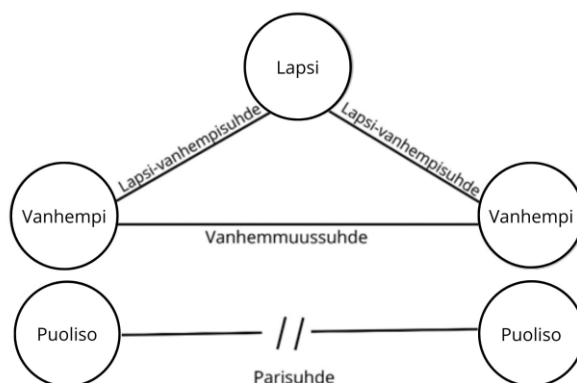 Lapsi
Lapsi-vanhempisuhde
Lapsi-vanhempisuhde
Vanhempi
Vanhempi
Vanhemmuussuhde
Puoliso
Puoliso
Parisuhde